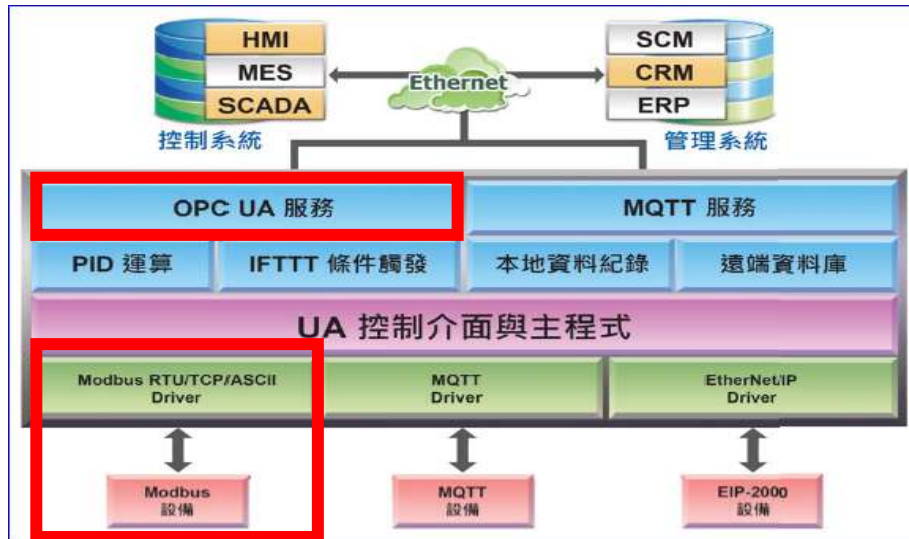 HMI
MES
SCADA
控制系統
Ethernet
SCM
CRM
ERP
管理系統
OPC UA 服務
MQTT 服務
PID 運算
IFTTT 條件觸發
本地資料紀錄
遠端資料庫
UA 控制介面與主程式
Modbus RTU/TCP/ASCII
Driver
MQTT
Driver
EtherNet/IP
Driver
Modbus
設備
MQTT
設備
EIP-2000
設備